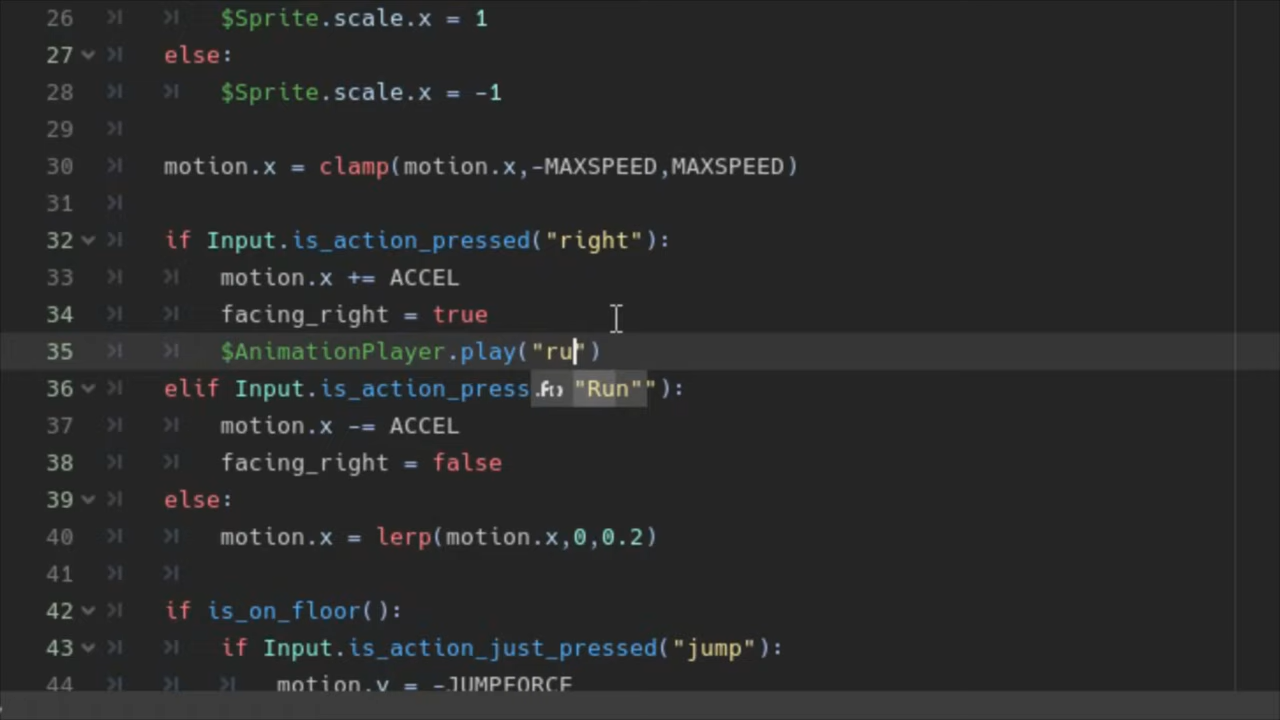 26 $Sprite.scale.x = 1
27 else:
28 $Sprite.scale.x = -1
29
30 motion.x = clamp(motion.x,-MAXSPEED,MAXSPEED)
31
32 if Input.is_action_pressed("right"):
33 motion.x += ACCEL
34 facing_right = true
35 $AnimationPlayer.play("ru")
36 elif Input.is_action_press "Run""):
37 motion.x -= ACCEL
38 facing_right = false
39 else:
40 motion.x = lerp(motion.x,0,0.2)
41
42 if is_on_floor():
43 if Input.is_action_just_pressed("jump"):
44 motion.y = -JUMPFORCE